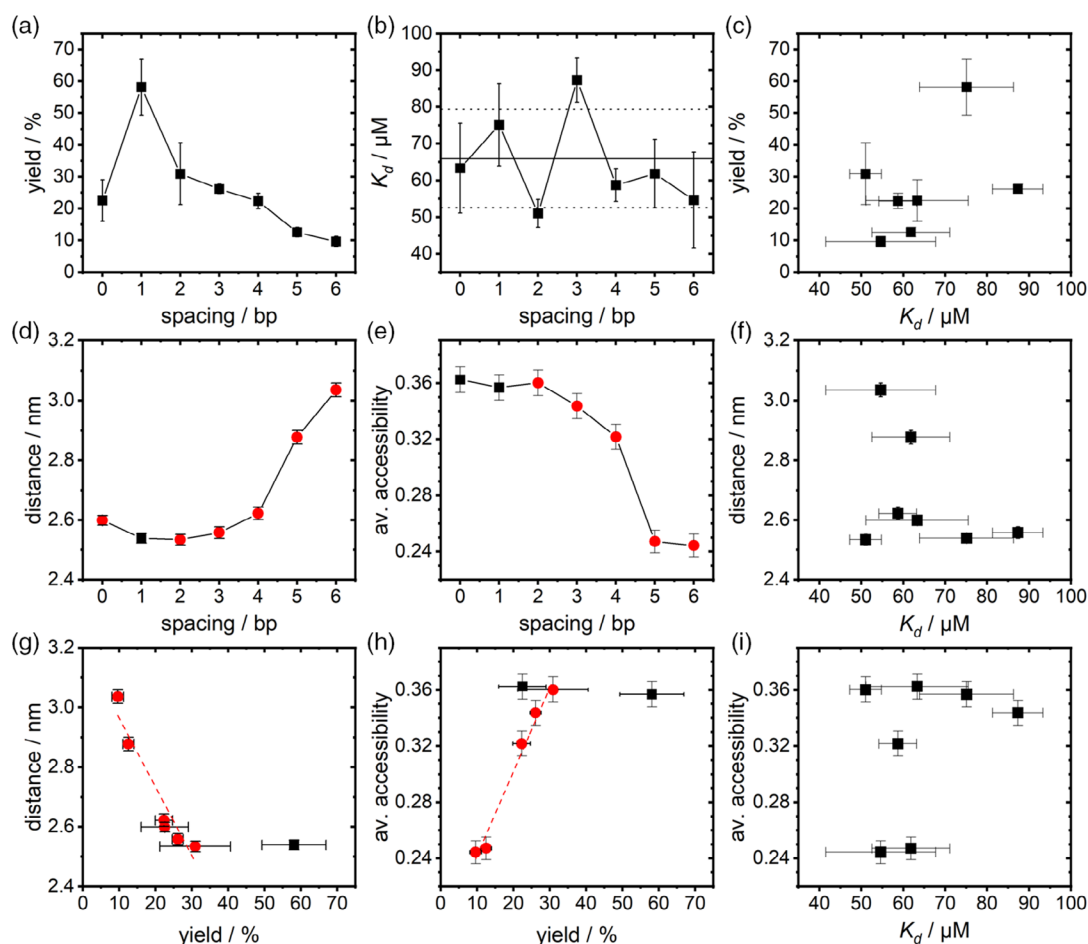 (a)
yield / %
70
60
50
40
30
20
10
0
0 1 2 3 4 5 6
spacing / bp
(b)
K_d / µM
100
90
80
70
60
50
40
0 1 2 3 4 5 6
spacing / bp
(c)
yield / %
70
60
50
40
30
20
10
0
40 50 60 70 80 90 100
K_d / µM
(d)
distance / nm
3.2
3.0
2.8
2.6
2.4
0 1 2 3 4 5 6
spacing / bp
(e)
av. accessibility
0.36
0.32
0.28
0.24
0 1 2 3 4 5 6
spacing / bp
(f)
distance / nm
3.2
3.0
2.8
2.6
2.4
40 50 60 70 80 90 100
K_d / µM
(g)
distance / nm
3.2
3.0
2.8
2.6
2.4
0 10 20 30 40 50 60 70
yield / %
(h)
av. accessibility
0.36
0.32
0.28
0.24
0 10 20 30 40 50 60 70
yield / %
(i)
av. accessibility
0.36
0.32
0.28
0.24
40 50 60 70 80 90 100
K_d / µM